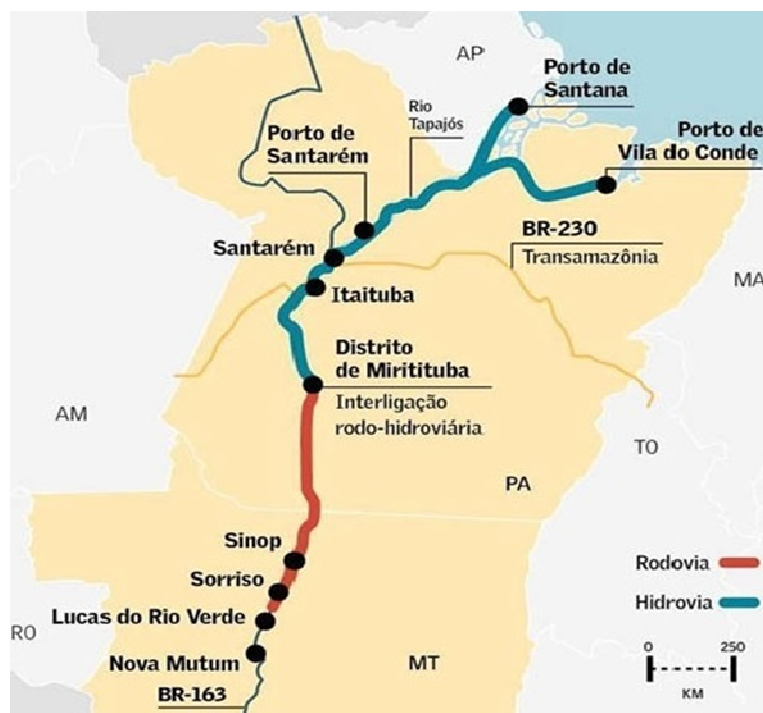 AP
Porto de
Santana
Rio
Tapajós
Porto de
Santarém
Porto de
Vila do Conde
BR-230
Transamazônia
Santarém
MA
Itaituba
Distrito
de Miritituba
Interligação
rodo-hidroviária
AM
TO
PA
Sinop
Rodovia
Sorriso
Hidrovia
Lucas do Rio Verde
RO
0 250
KM
Nova Mutum
MT
BR-163